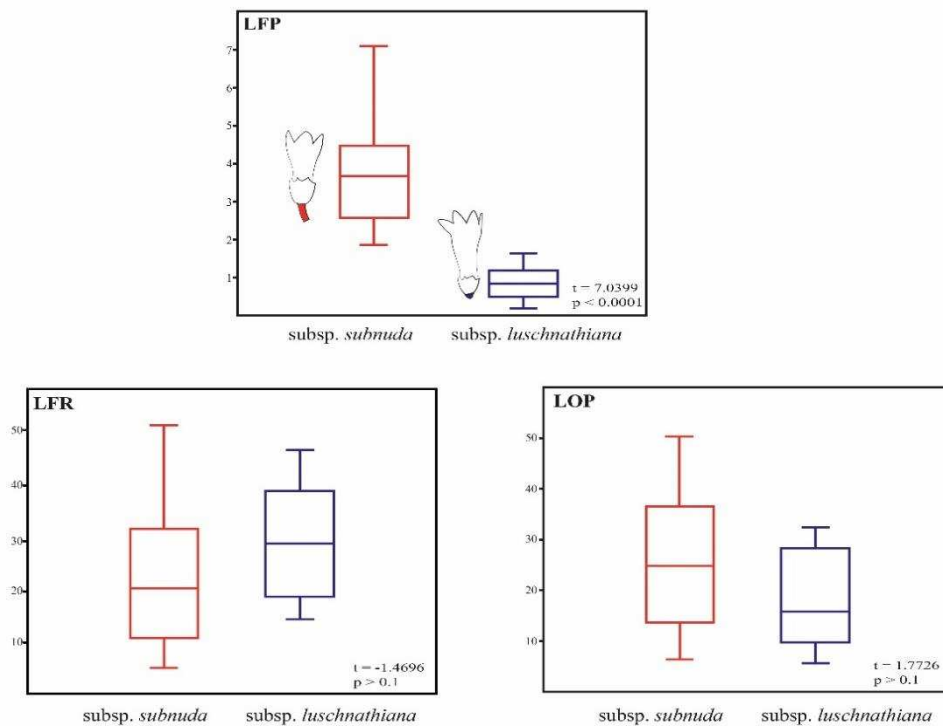 LFP
7
6
5
4
3
2
1
t = 7.0399
p < 0.0001
subsp. subnuda subsp. luschnathiana
LFR
50
40
30
20
10
t = -1.4696
p > 0.1
subsp. subnuda subsp. luschnathiana
LOP
50
40
30
20
10
t = 1.7726
p > 0.1
subsp. subnuda subsp. luschnathiana